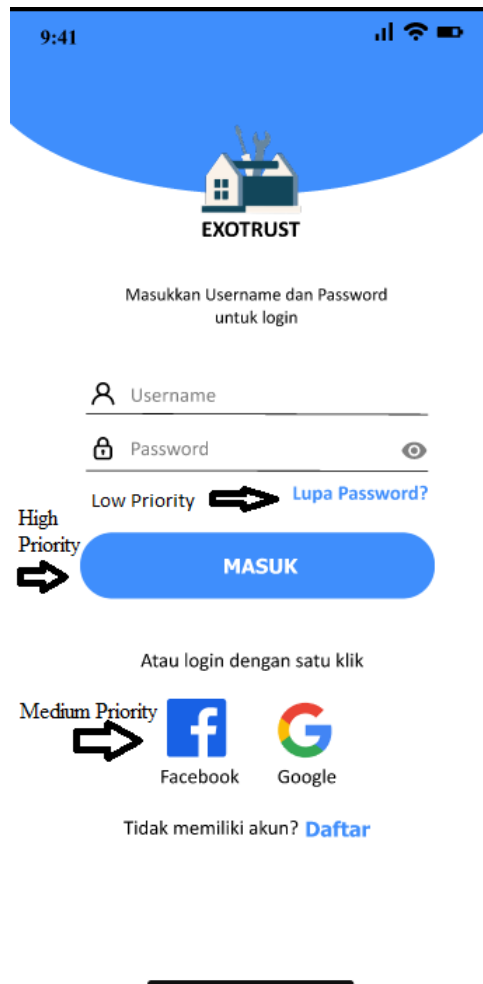 9:41
EXOTRUST
Masukkan Username dan Password
untuk login
Username
Password
Low Priority
Lupa Password?
High
Priority
MASUK
Atau login dengan satu klik
Medium Priority
Facebook Google
Tidak memiliki akun? Daftar